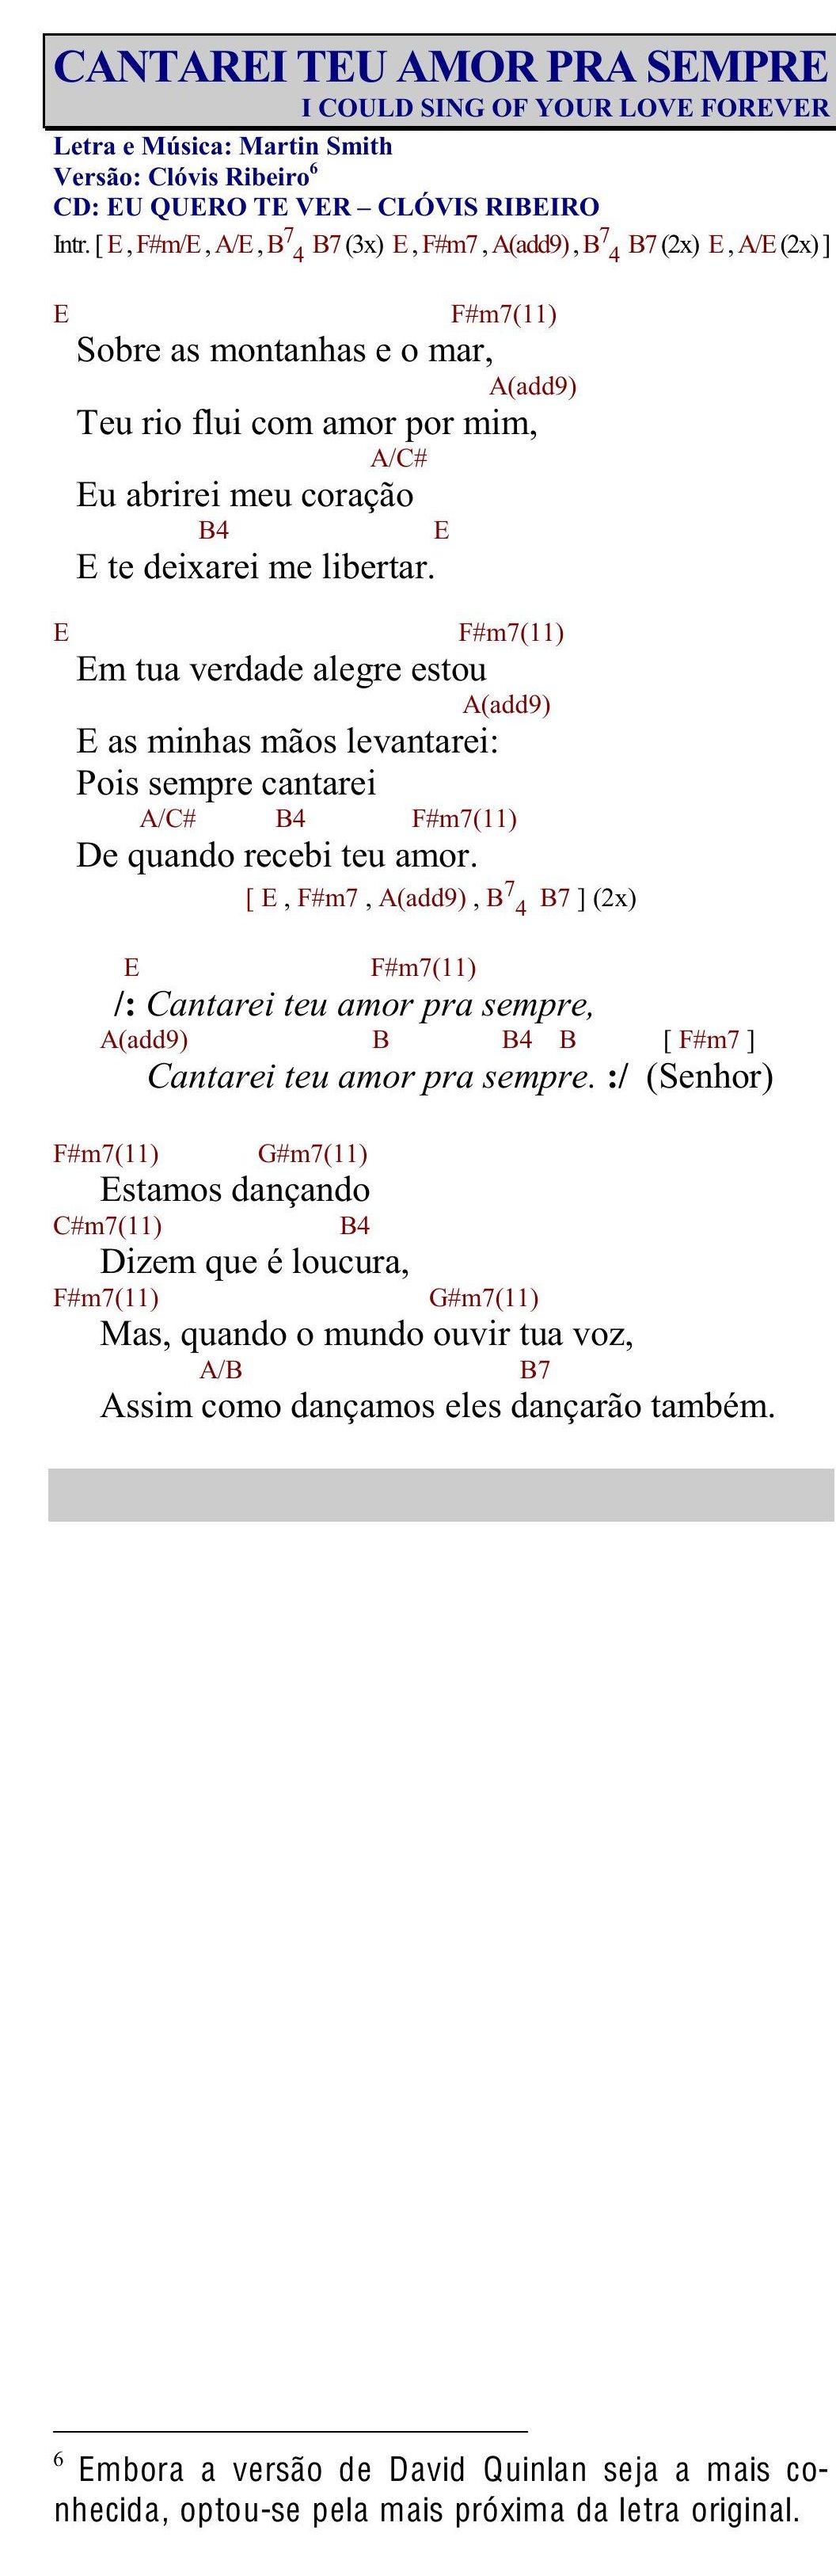 CANTAREI TEU AMOR PRA SEMPRE
I COULD SING OF YOUR LOVE FOREVER
Letra e Música: Martin Smith
Versão: Clóvis Ribeiro⁶
CD: EU QUERO TE VER – CLÓVIS RIBEIRO
Intr. [ E , F#m/E , A/E , B⁷₄ B7 (3x) E , F#m7 , A(add9) , B⁷₄ B7 (2x) E , A/E (2x) ]
E F#m7(11)
Sobre as montanhas e o mar,
A(add9)
Teu rio flui com amor por mim,
A/C#
Eu abrirei meu coração
B4 E
E te deixarei me libertar.
E F#m7(11)
Em tua verdade alegre estou
A(add9)
E as minhas mãos levantarei:
Pois sempre cantarei
A/C# B4 F#m7(11)
De quando recebi teu amor.
[ E , F#m7 , A(add9) , B⁷₄ B7 ] (2x)
E F#m7(11)
/: Cantarei teu amor pra sempre,
A(add9) B B4 B [ F#m7 ]
Cantarei teu amor pra sempre. :/ (Senhor)
F#m7(11) G#m7(11)
Estamos dançando
C#m7(11) B4
Dizem que é loucura,
F#m7(11) G#m7(11)
Mas, quando o mundo ouvir tua voz,
A/B B7
Assim como dançamos eles dançarão também.
⁶ Embora a versão de David Quinlan seja a mais co-
nhecida, optou-se pela mais próxima da letra original.